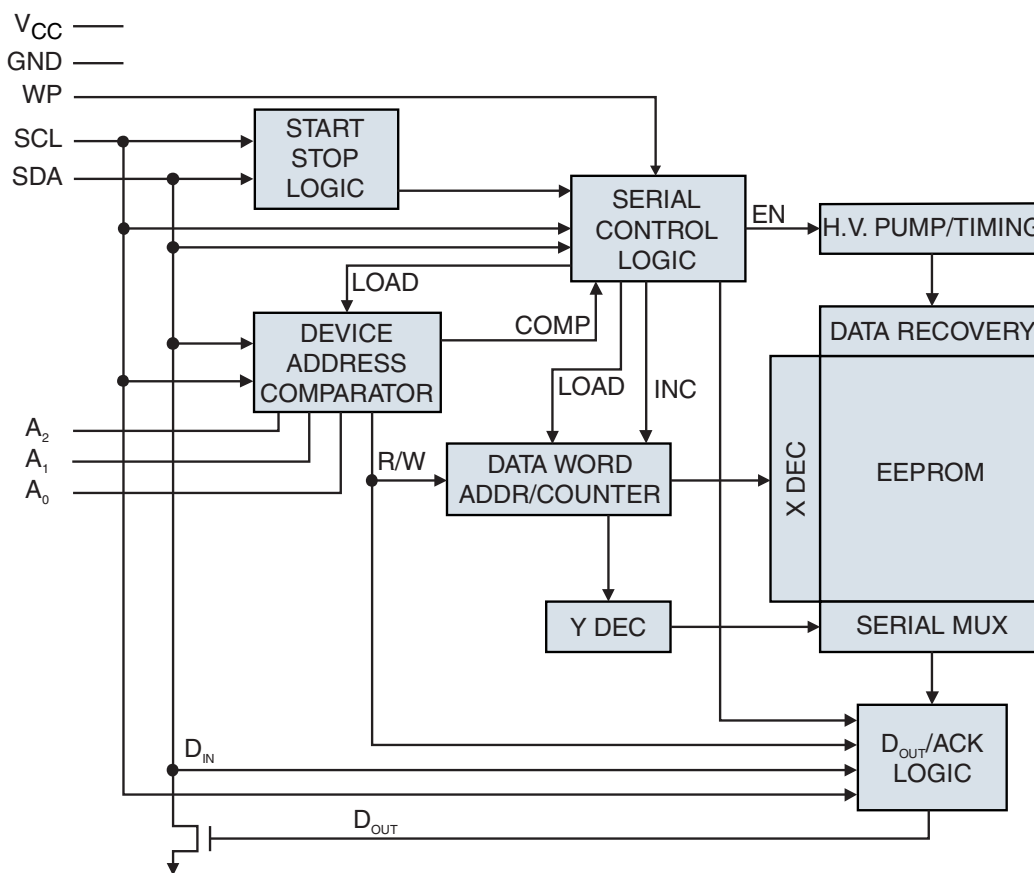 VCC
GND
WP
SCL
SDA
START
STOP
LOGIC
SERIAL
CONTROL
LOGIC
EN
H.V. PUMP/TIMING
LOAD
COMP
DEVICE
ADDRESS
COMPARATOR
LOAD
INC
DATA RECOVERY
A2
A1
A0
R/W
DATA WORD
ADDR/COUNTER
X DEC
EEPROM
Y DEC
SERIAL MUX
DIN
DOUT/ACK
LOGIC
DOUT